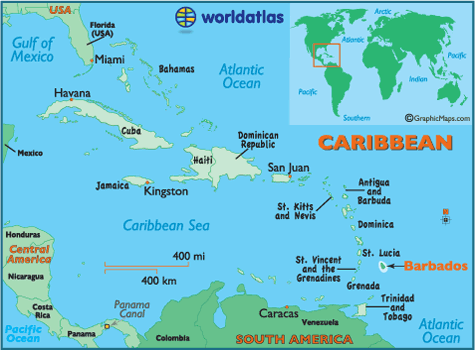 USA
worldatlas
Arctic
Atlantic
Pacific
Indian
Pacific
Southern
©GraphicMaps.com
Florida
(USA)
Gulf of
Mexico
Miami
Bahamas
Atlantic
Ocean
Havana
Cuba
CARIBBEAN
Mexico
Haiti
Dominican
Republic
San Juan
Jamaica
Kingston
Antigua
and
Barbuda
St. Kitts
and Nevis
Caribbean Sea
Dominica
Honduras
Central
America
Nicaragua
400 mi
400 km
St. Lucia
Barbados
St. Vincent
and the
Grenadines
Grenada
Costa
Rica
Panama
Canal
Caracas
Trinidad
and
Tobago
Pacific
Ocean
Panama
Colombia
Venezuela
SOUTH AMERICA